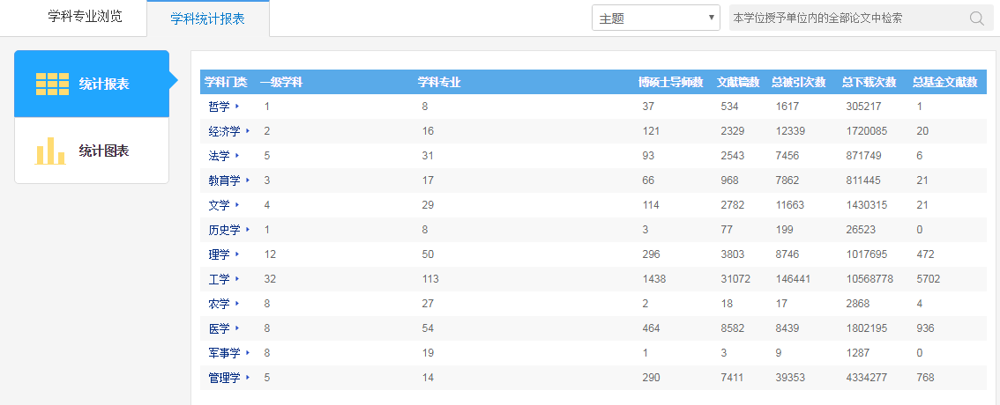 学科专业浏览
学科统计报表
主题
本学位授予单位内的全部论文中检索
统计报表
统计图表
学科门类 一级学科 学科专业 博硕士导师数 文献篇数 总被引次数 总下载次数 总基金文献数
哲学 1 8 37 534 1617 305217 1
经济学 2 16 121 2329 12339 1720085 20
法学 5 31 93 2543 7456 871749 6
教育学 3 17 66 968 7862 811445 21
文学 4 29 114 2782 11663 1430315 21
历史学 1 8 3 77 199 26523 0
理学 12 50 296 3803 8746 1017695 472
工学 32 113 1438 31072 146441 10568778 5702
农学 8 27 2 18 17 2868 4
医学 8 54 464 8582 8439 1802195 936
军事学 8 19 1 3 9 1287 0
管理学 5 14 290 7411 39353 4334277 768